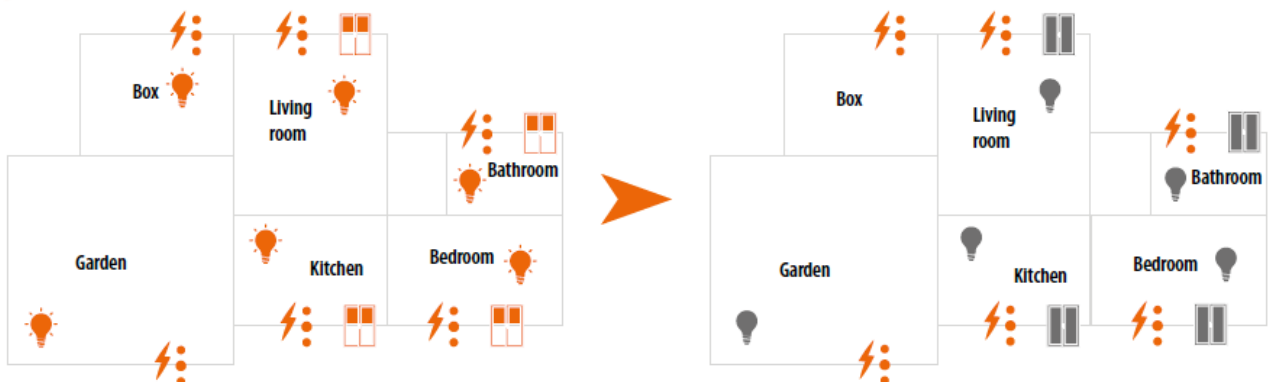 Box
Living
room
Bathroom
Garden
Kitchen
Bedroom
Box
Living
room
Bathroom
Garden
Kitchen
Bedroom